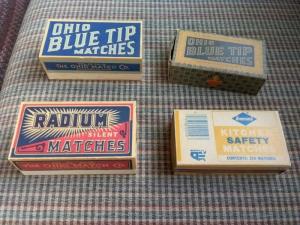 OHIO
BLUE TIP
MATCHES
THE OHIO MATCH CO.
OHIO
BLUE TIP
MATCHES
RADIUM
SILENT
MATCHES
THE OHIO MATCH CO.
KITCHEN
SAFETY
MATCHES